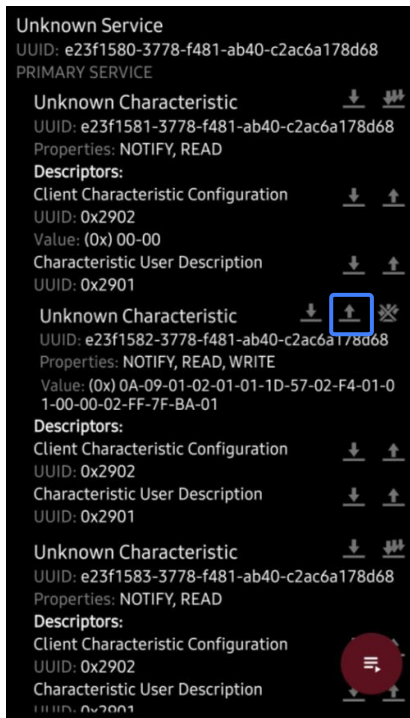 Unknown Service
UUID: e23f1580-3778-f481-ab40-c2ac6a178d68
PRIMARY SERVICE
Unknown Characteristic
UUID: e23f1581-3778-f481-ab40-c2ac6a178d68
Properties: NOTIFY, READ
Descriptors:
Client Characteristic Configuration
UUID: 0x2902
Value: (0x) 00-00
Characteristic User Description
UUID: 0x2901
Unknown Characteristic
UUID: e23f1582-3778-f481-ab40-c2ac6a178d68
Properties: NOTIFY, READ, WRITE
Value: (0x) 0A-09-01-02-01-01-1D-57-02-F4-01-0
1-00-00-02-FF-7F-BA-01
Descriptors:
Client Characteristic Configuration
UUID: 0x2902
Characteristic User Description
UUID: 0x2901
Unknown Characteristic
UUID: e23f1583-3778-f481-ab40-c2ac6a178d68
Properties: NOTIFY, READ
Descriptors:
Client Characteristic Configuration
UUID: 0x2902
Characteristic User Description
UUID: 0x2901